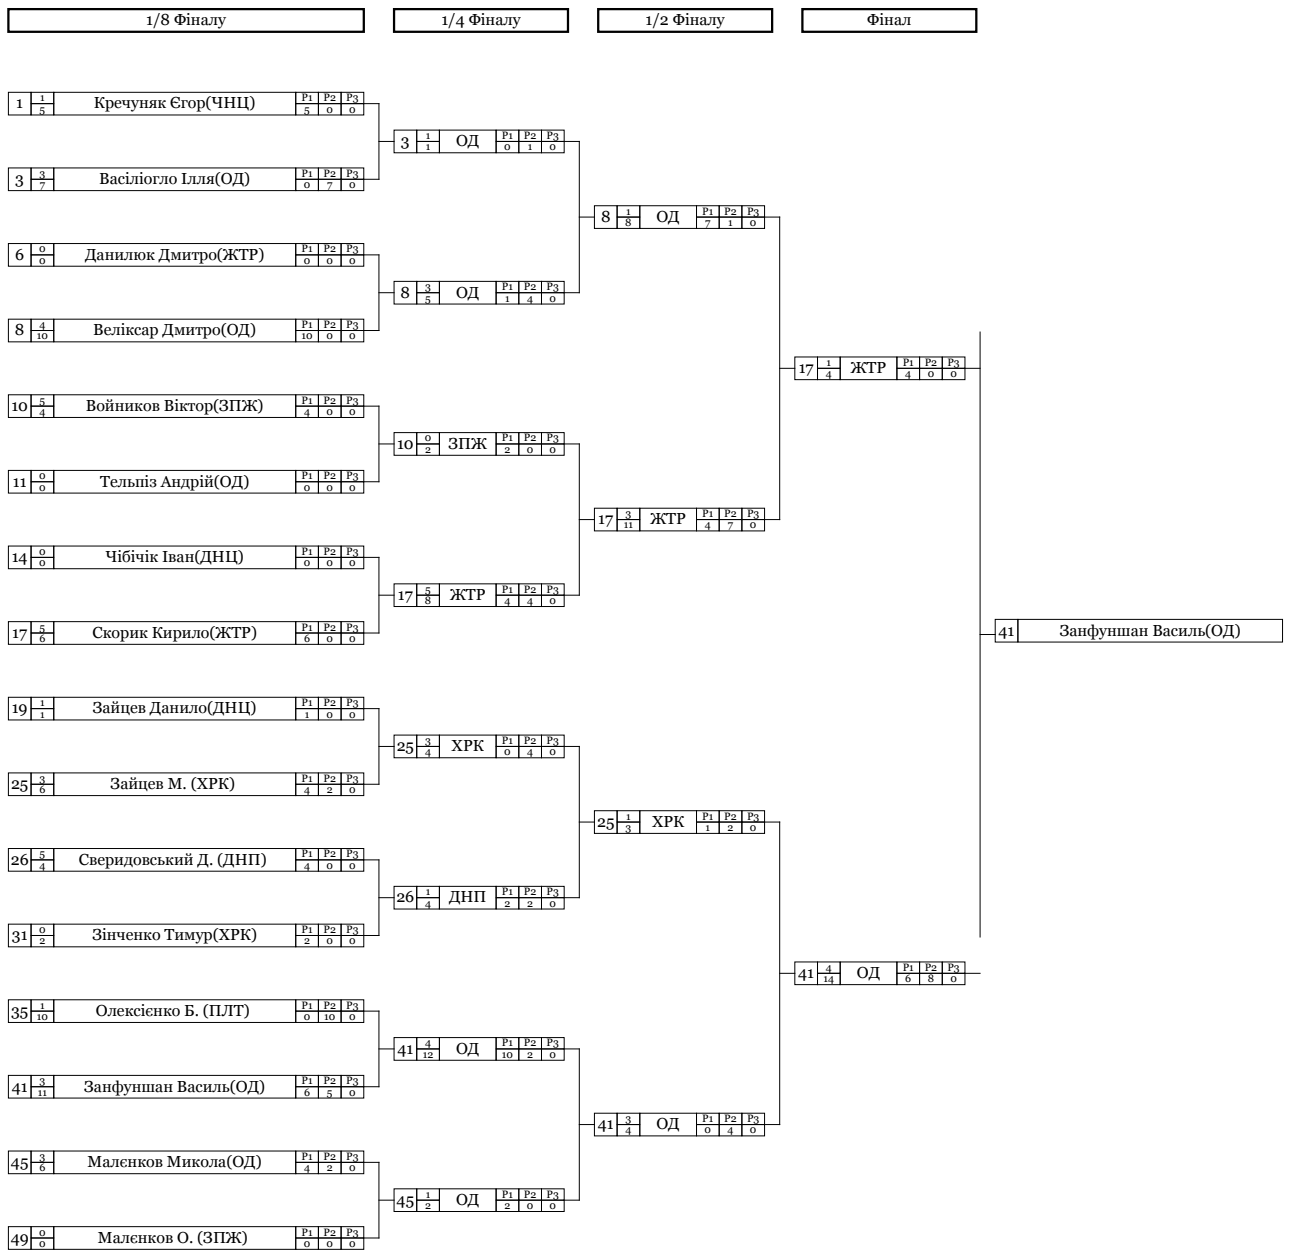 1/8 Фіналу 1/4 Фіналу 1/2 Фіналу Фінал
1 1 5 Кречуняк Єгор(ЧНЦ) P1 P2 P3 5 0 0
3 1 1 ОД P1 P2 P3 0 1 0
3 3 7 Васіліогло Ілля(ОД) P1 P2 P3 0 7 0
8 1 8 ОД P1 P2 P3 7 1 0
6 0 0 Данилюк Дмитро(ЖТР) P1 P2 P3 0 0 0
8 3 5 ОД P1 P2 P3 1 4 0
8 4 10 Веліксар Дмитро(ОД) P1 P2 P3 10 0 0
17 1 4 ЖТР P1 P2 P3 4 0 0
10 5 4 Войников Віктор(ЗПЖ) P1 P2 P3 4 0 0
10 0 2 ЗПЖ P1 P2 P3 2 0 0
11 0 0 Тельпіз Андрій(ОД) P1 P2 P3 0 0 0
17 3 11 ЖТР P1 P2 P3 4 7 0
14 0 0 Чібічік Іван(ДНЦ) P1 P2 P3 0 0 0
17 5 8 ЖТР P1 P2 P3 4 4 0
17 5 6 Скорик Кирило(ЖТР) P1 P2 P3 6 0 0
41 Занфуншан Василь(ОД)
19 1 1 Зайцев Данило(ДНЦ) P1 P2 P3 1 0 0
25 3 4 ХРК P1 P2 P3 0 4 0
25 3 6 Зайцев М. (ХРК) P1 P2 P3 4 2 0
25 1 3 ХРК P1 P2 P3 1 2 0
26 5 4 Сверидовський Д. (ДНП) P1 P2 P3 4 0 0
26 1 4 ДНП P1 P2 P3 2 2 0
31 0 2 Зінченко Тимур(ХРК) P1 P2 P3 2 0 0
41 4 14 ОД P1 P2 P3 6 8 0
35 1 10 Олексієнко Б. (ПЛТ) P1 P2 P3 0 10 0
41 4 12 ОД P1 P2 P3 10 2 0
41 3 11 Занфуншан Василь(ОД) P1 P2 P3 6 5 0
41 3 4 ОД P1 P2 P3 0 4 0
45 3 6 Малєнков Микола(ОД) P1 P2 P3 4 2 0
45 1 2 ОД P1 P2 P3 2 0 0
49 0 0 Малєнков О. (ЗПЖ) P1 P2 P3 0 0 0